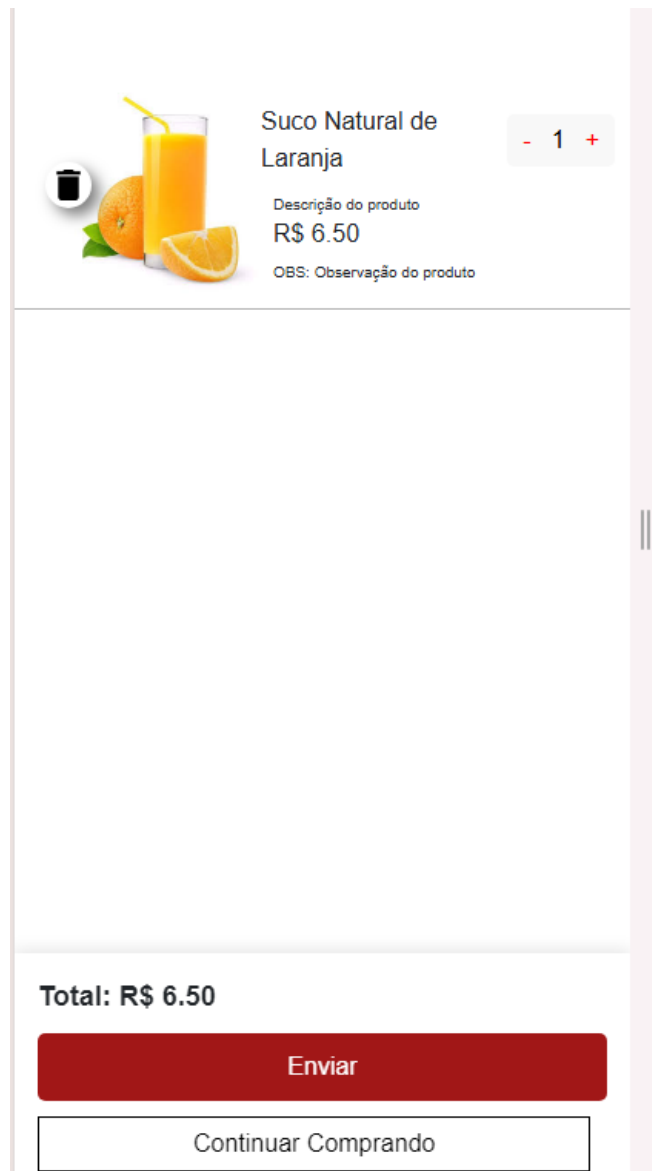 Suco Natural de
Laranja
- 1 +
Descrição do produto
R$ 6.50
OBS: Observação do produto
Total: R$ 6.50
Enviar
Continuar Comprando